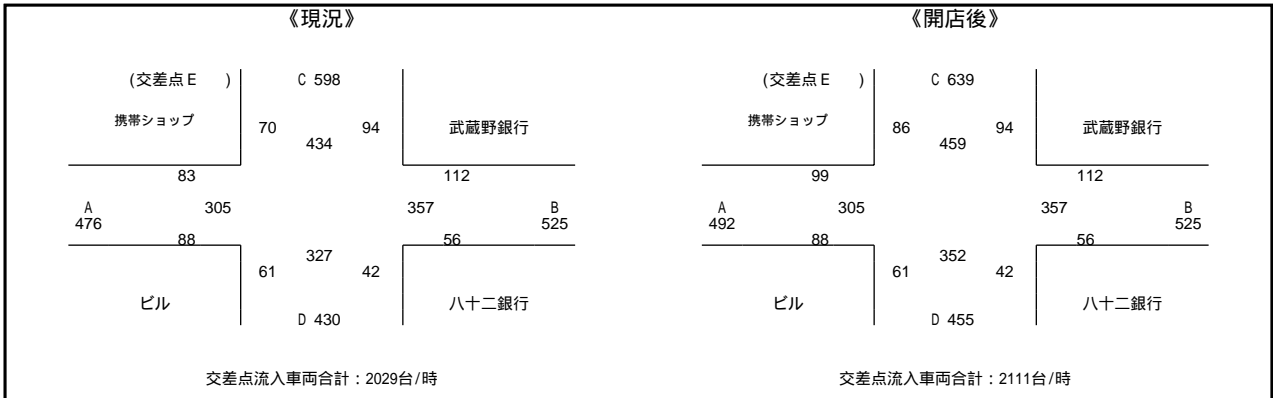 《現況》
(交差点E )
C 598
携帯ショップ
70
94
武蔵野銀行
434
83
112
A
305
357
B
476
525
88
56
327
61
42
ビル
八十二銀行
D 430
交差点流入車両合計：2029台/時
《開店後》
(交差点E )
C 639
携帯ショップ
86
94
武蔵野銀行
459
99
112
A
305
357
B
492
525
88
56
352
61
42
ビル
八十二銀行
D 455
交差点流入車両合計：2111台/時